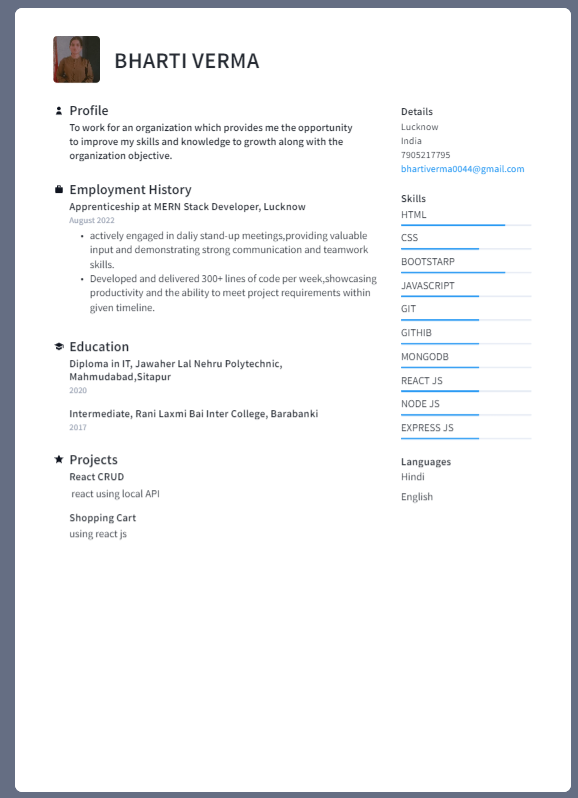 BHARTI VERMA
Profile
To work for an organization which provides me the opportunity
to improve my skills and knowledge to growth along with the
organization objective.
Employment History
Apprenticeship at MERN Stack Developer, Lucknow
August 2022
• actively engaged in daliy stand-up meetings,providing valuable
input and demonstrating strong communication and teamwork
skills.
• Developed and delivered 300+ lines of code per week,showcasing
productivity and the ability to meet project requirements within
given timeline.
Education
Diploma in IT, Jawaher Lal Nehru Polytechnic,
Mahmudabad,Sitapur
2020
Intermediate, Rani Laxmi Bai Inter College, Barabanki
2017
Projects
React CRUD
react using local API
Shopping Cart
using react js
Details
Lucknow
India
7905217795
bhartiverma0044@gmail.com
Skills
HTML
CSS
BOOTSTARP
JAVASCRIPT
GIT
GITHIB
MONGODB
REACT JS
NODE JS
EXPRESS JS
Languages
Hindi
English